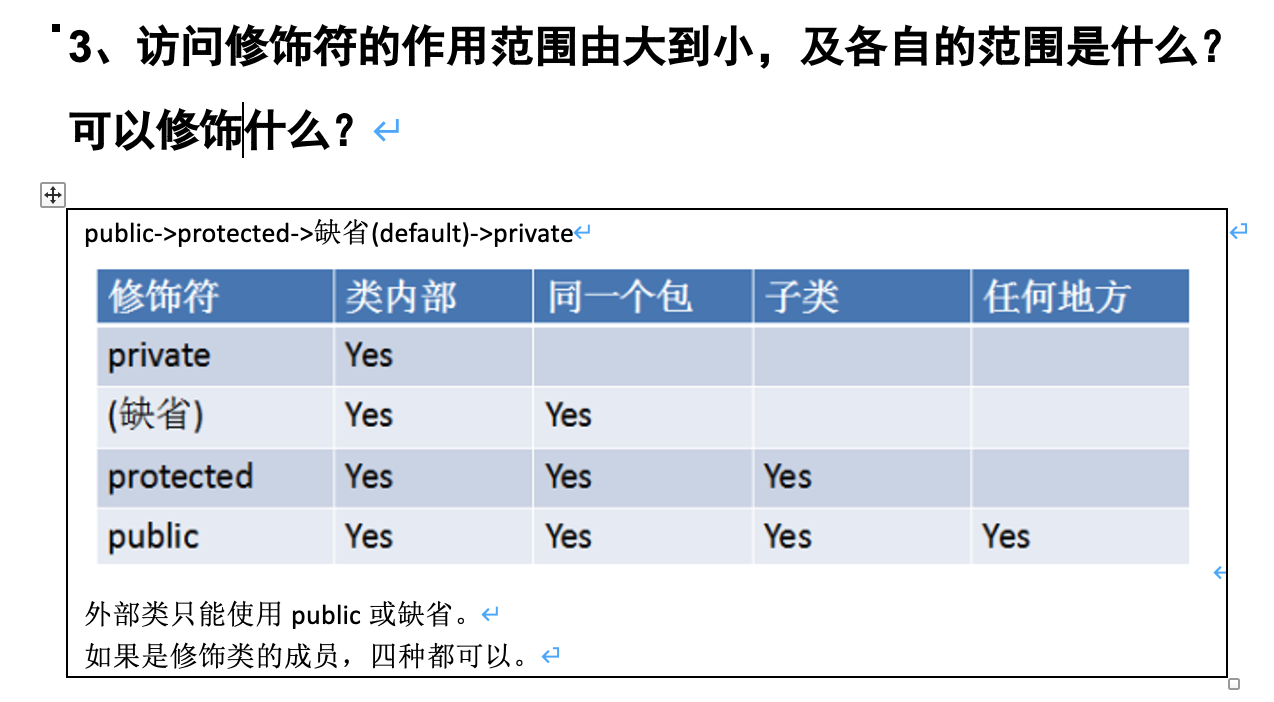 3、访问修饰符的作用范围由大到小，及各自的范围是什么？
可以修饰什么？
public->protected->缺省(default)->private
修饰符 类内部 同一个包 子类 任何地方
private Yes
(缺省) Yes Yes
protected Yes Yes Yes
public Yes Yes Yes Yes
外部类只能使用 public 或缺省。
如果是修饰类的成员，四种都可以。